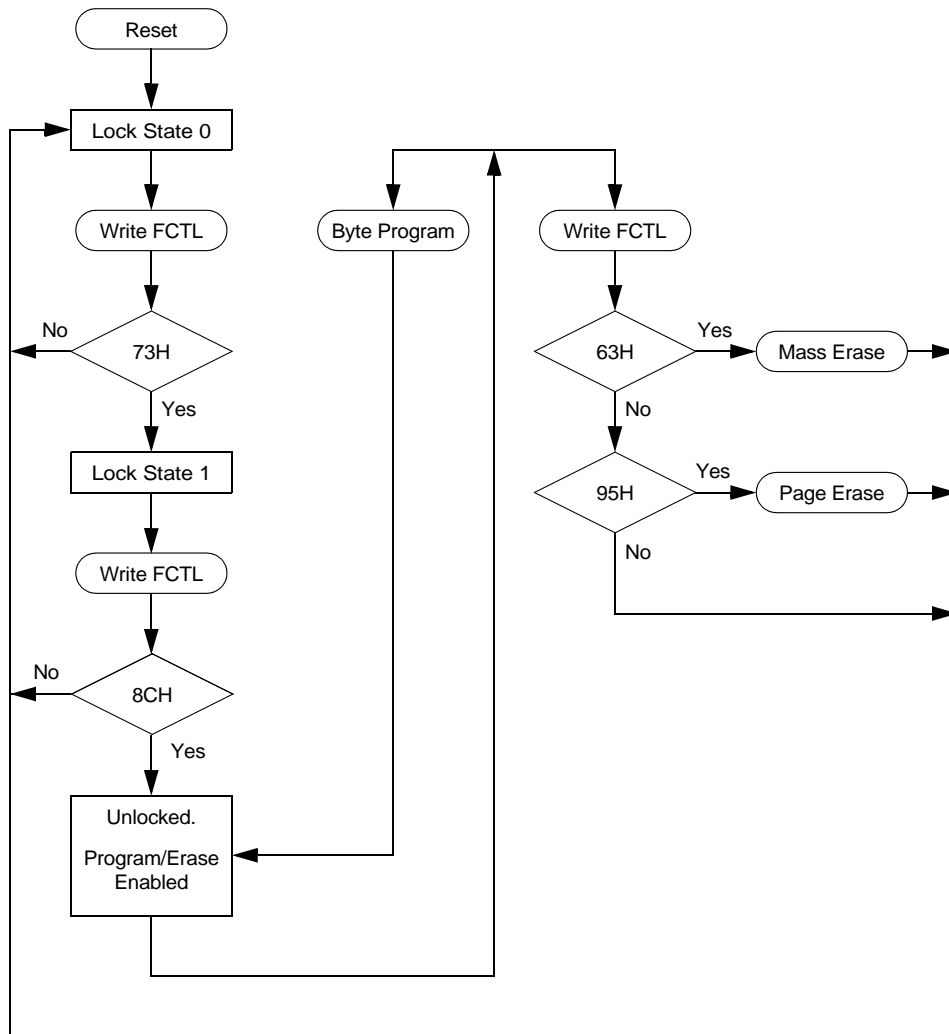 Reset
Lock State 0
Write FCTL
No
73H
Yes
Lock State 1
Write FCTL
No
8CH
Yes
Unlocked.
Program/Erase
Enabled
Byte Program
Write FCTL
63H
Yes
Mass Erase
No
95H
Yes
Page Erase
No